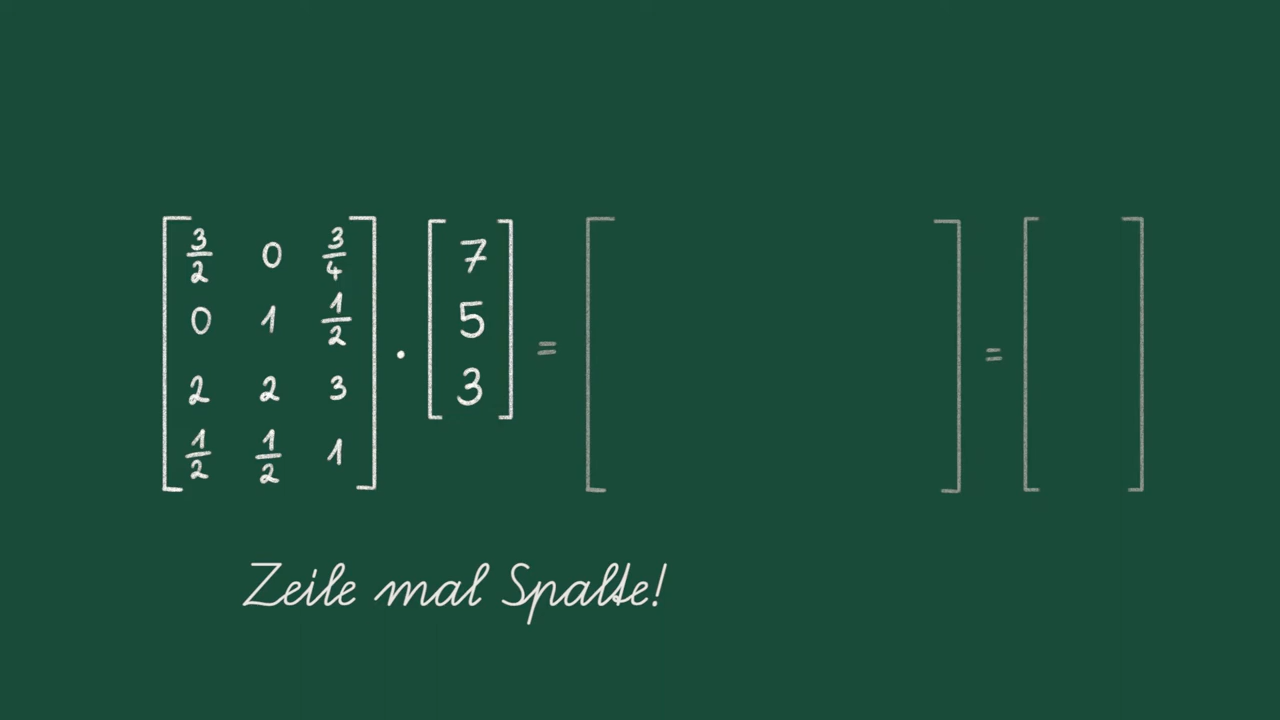 [ 3/2 0 3/4 ] [ 7 ]
[ 0 1 1/2 ] [ 5 ]
[ 2 2 3 ] · [ 3 ] = [ ] = [ ]
[ 1/2 1/2 1 ]
Zeile mal Spalte!